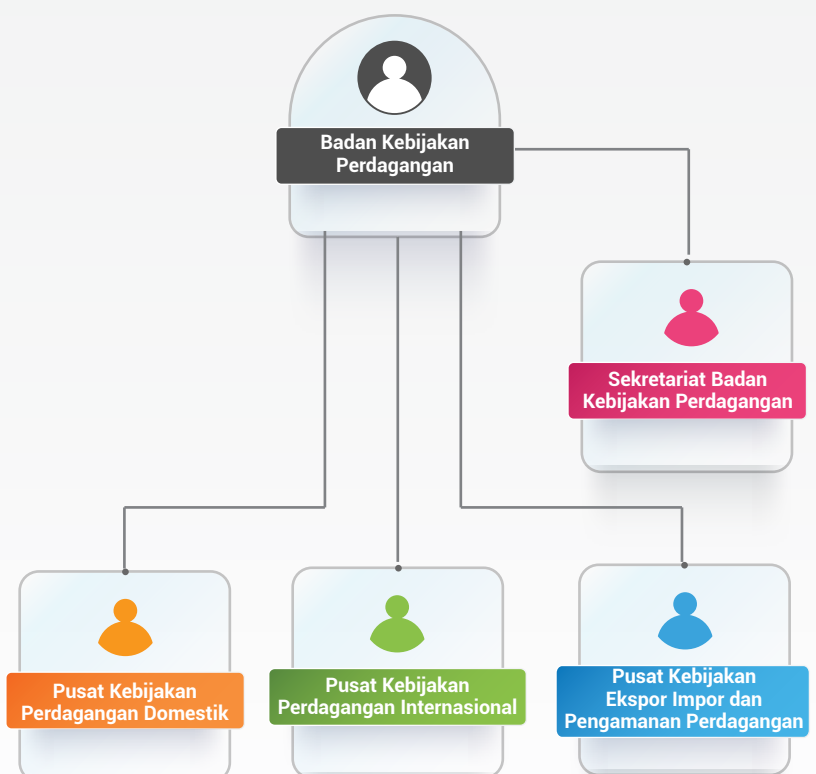 Badan Kebijakan
Perdagangan
Sekretariat Badan
Kebijakan Perdagangan
Pusat Kebijakan
Perdagangan Domestik
Pusat Kebijakan
Perdagangan Internasional
Pusat Kebijakan
Ekspor Impor dan
Pengamanan Perdagangan